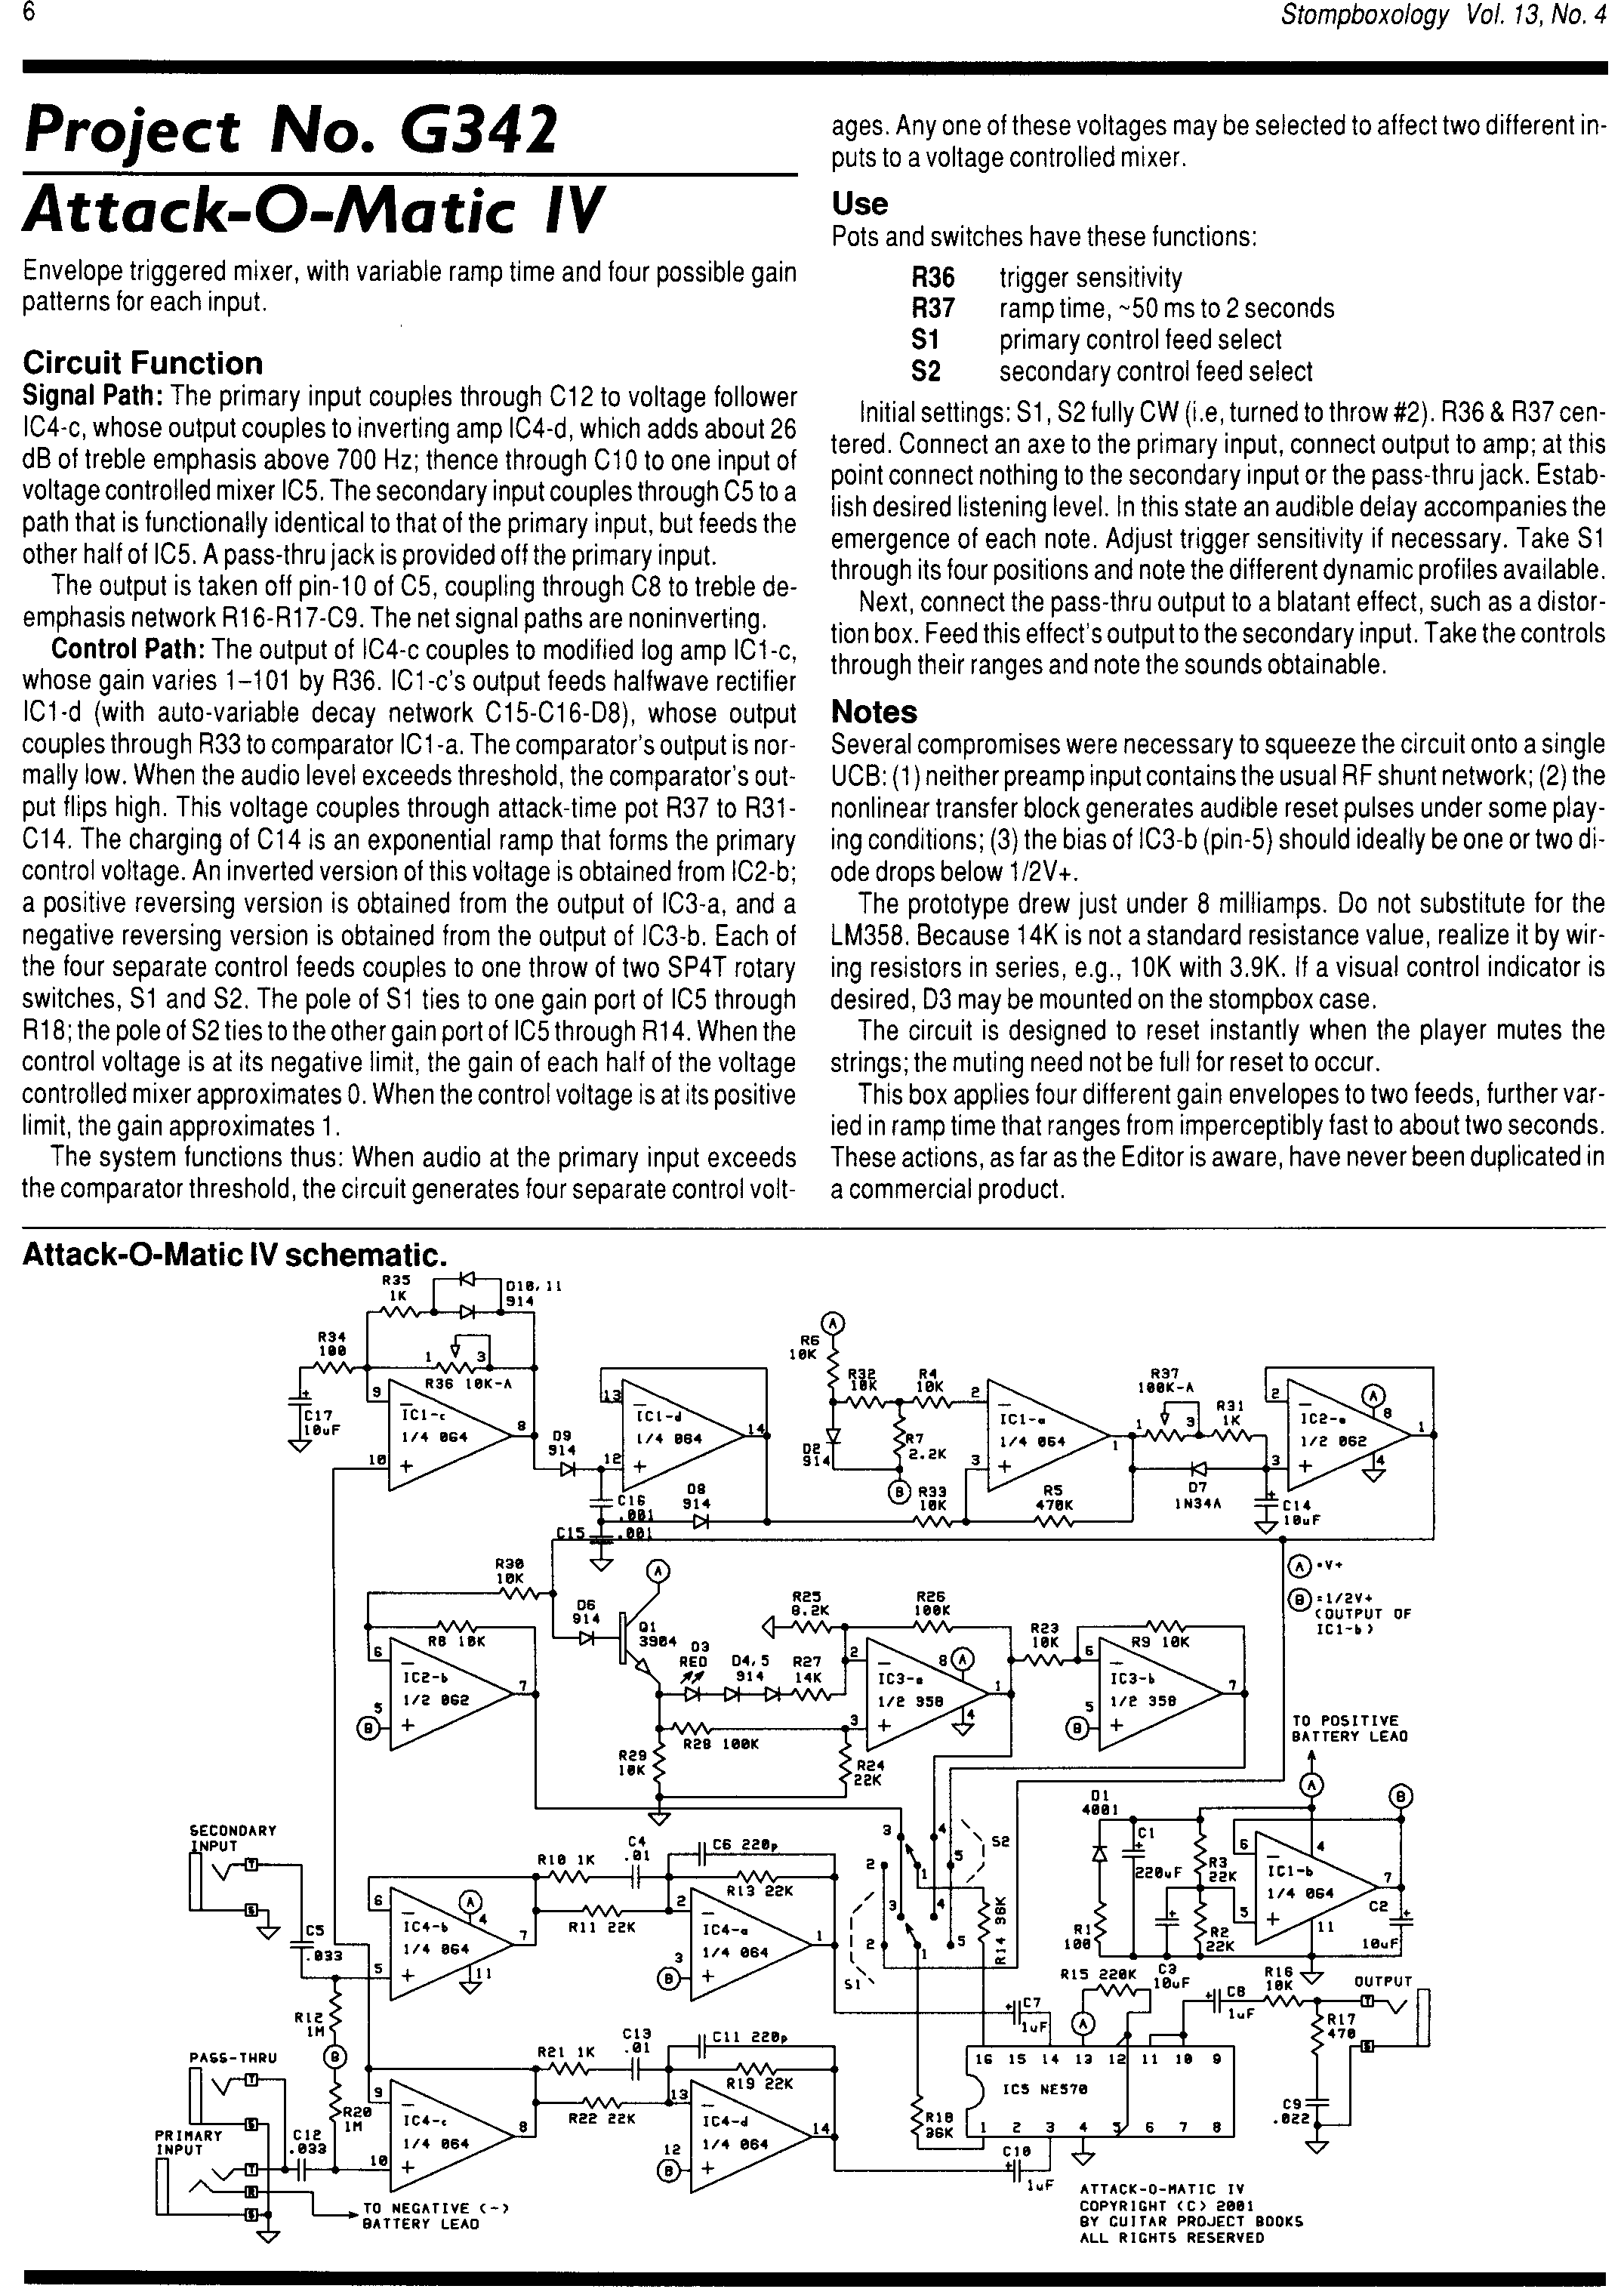 6
Stompboxology Vol. 13, No. 4
Project No. G342
Attack-O-Matic IV
Envelope triggered mixer, with variable ramp time and four possible gain
patterns for each input.
Circuit Function
Signal Path: The primary input couples through C12 to voltage follower
IC4-c, whose output couples to inverting amp IC4-d, which adds about 26
dB of treble emphasis above 700 Hz; thence through C10 to one input of
voltage controlled mixer IC5. The secondary input couples through C5 to a
path that is functionally identical to that of the primary input, but feeds the
other half of IC5. A pass-thru jack is provided off the primary input.
The output is taken off pin-10 of C5, coupling through C8 to treble de-
emphasis network R16-R17-C9. The net signal paths are noninverting.
Control Path: The output of IC4-c couples to modified log amp IC1-c,
whose gain varies 1–101 by R36. IC1-c's output feeds halfwave rectifier
IC1-d (with auto-variable decay network C15-C16-D8), whose output
couples through R33 to comparator IC1-a. The comparator's output is nor-
mally low. When the audio level exceeds threshold, the comparator's out-
put flips high. This voltage couples through attack-time pot R37 to R31-
C14. The charging of C14 is an exponential ramp that forms the primary
control voltage. An inverted version of this voltage is obtained from IC2-b;
a positive reversing version is obtained from the output of IC3-a, and a
negative reversing version is obtained from the output of IC3-b. Each of
the four separate control feeds couples to one throw of two SP4T rotary
switches, S1 and S2. The pole of S1 ties to one gain port of IC5 through
R18; the pole of S2 ties to the other gain port of IC5 through R14. When the
control voltage is at its negative limit, the gain of each half of the voltage
controlled mixer approximates 0. When the control voltage is at its positive
limit, the gain approximates 1.
The system functions thus: When audio at the primary input exceeds
the comparator threshold, the circuit generates four separate control volt-
ages. Any one of these voltages may be selected to affect two different in-
puts to a voltage controlled mixer.
Use
Pots and switches have these functions:
R36 trigger sensitivity
R37 ramp time, ~50 ms to 2 seconds
S1 primary control feed select
S2 secondary control feed select
Initial settings: S1, S2 fully CW (i.e, turned to throw #2). R36 & R37 cen-
tered. Connect an axe to the primary input, connect output to amp; at this
point connect nothing to the secondary input or the pass-thru jack. Estab-
lish desired listening level. In this state an audible delay accompanies the
emergence of each note. Adjust trigger sensitivity if necessary. Take S1
through its four positions and note the different dynamic profiles available.
Next, connect the pass-thru output to a blatant effect, such as a distor-
tion box. Feed this effect's output to the secondary input. Take the controls
through their ranges and note the sounds obtainable.
Notes
Several compromises were necessary to squeeze the circuit onto a single
UCB: (1) neither preamp input contains the usual RF shunt network; (2) the
nonlinear transfer block generates audible reset pulses under some play-
ing conditions; (3) the bias of IC3-b (pin-5) should ideally be one or two di-
ode drops below 1/2V+.
The prototype drew just under 8 milliamps. Do not substitute for the
LM358. Because 14K is not a standard resistance value, realize it by wir-
ing resistors in series, e.g., 10K with 3.9K. If a visual control indicator is
desired, D3 may be mounted on the stompbox case.
The circuit is designed to reset instantly when the player mutes the
strings; the muting need not be full for reset to occur.
This box applies four different gain envelopes to two feeds, further var-
ied in ramp time that ranges from imperceptibly fast to about two seconds.
These actions, as far as the Editor is aware, have never been duplicated in
a commercial product.
Attack-O-Matic IV schematic.
R35
1K
D10,11
914
R34
100
1 3
R36 10K-A
C17
10uF
9
10
8
IC1-c
1/4 064
D9
914
13
12
14
IC1-d
1/4 064
C16
.001
C15
.001
D8
914
A
R6
10K
R32
10K
R4
10K
D2
914
R7
2.2K
B
R33
10K
2
3
1
IC1-a
1/4 064
R5
470K
R37
100K-A
1 3
R31
1K
D7
1N34A
C14
10uF
2
3
A
8
4
1
IC2-a
1/2 062
A =V+
B =1/2V+
(OUTPUT OF
IC1-b)
R30
10K
R8 10K
6
5
B
7
IC2-b
1/2 062
D6
914
A
Q1
3904
D3
RED
D4,5
914
R27
14K
R25
8.2K
R26
100K
R28 100K
R29
10K
R24
22K
2
3
8 A
4
1
IC3-a
1/2 358
R23
10K
R9 10K
6
5
B
7
IC3-b
1/2 358
TO POSITIVE
BATTERY LEAD
A
B
D1
4001
C1
220uF
R1
100
R3
22K
R2
22K
C3
10uF
6
5
4
11
7
IC1-b
1/4 064
C2
10uF
SECONDARY
INPUT
T
S
C5
.033
R12
1M
B
R20
1M
6
5
A
4
11
7
IC4-b
1/4 064
R10 1K
C4
.01
R11 22K
C6 220p
R13 22K
2
3
B
1
IC4-a
1/4 064
3 4
2 1 5
S2
3 4
2 1 5
S1
R14 36K
R18
36K
PASS-THRU
T
S
PRIMARY
INPUT
T
R
S
C12
.033
TO NEGATIVE (-)
BATTERY LEAD
9
10
8
IC4-c
1/4 064
R21 1K
C13
.01
R22 22K
C11 220p
R19 22K
13
12
B
14
IC4-d
1/4 064
C7
1uF
C10
1uF
R15 220K
A
16 15 14 13 12 11 10 9
IC5 NE570
1 2 3 4 5 6 7 8
C8
1uF
R16
10K
R17
470
C9
.022
OUTPUT
T
S
ATTACK-O-MATIC IV
COPYRIGHT (C) 2001
BY GUITAR PROJECT BOOKS
ALL RIGHTS RESERVED